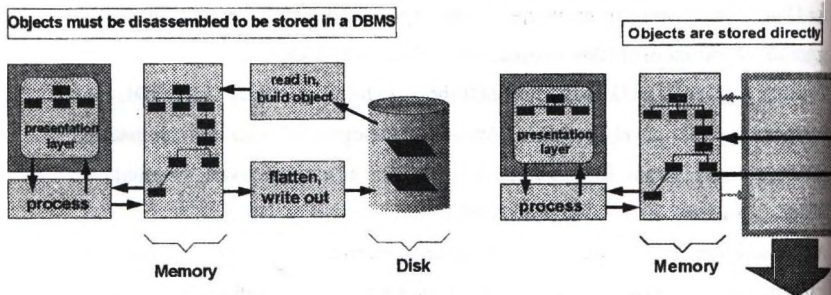 Objects must be disassembled to be stored in a DBMS
presentation
layer
process
read in,
build object
flatten,
write out
Memory
Disk
Objects are stored directly
presentation
layer
process
Memory